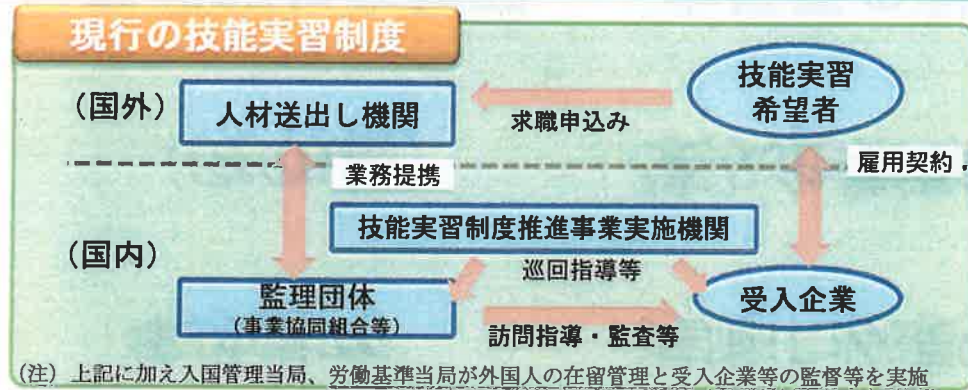 現行の技能実習制度
(国外)
人材送出し機関
求職申込み
技能実習
希望者
業務提携
雇用契約
技能実習制度推進事業実施機関
(国内)
巡回指導等
監理団体
(事業協同組合等)
訪問指導・監査等
受入企業
(注) 上記に加え入国管理当局、労働基準当局が外国人の在留管理と受入企業等の監督等を実施